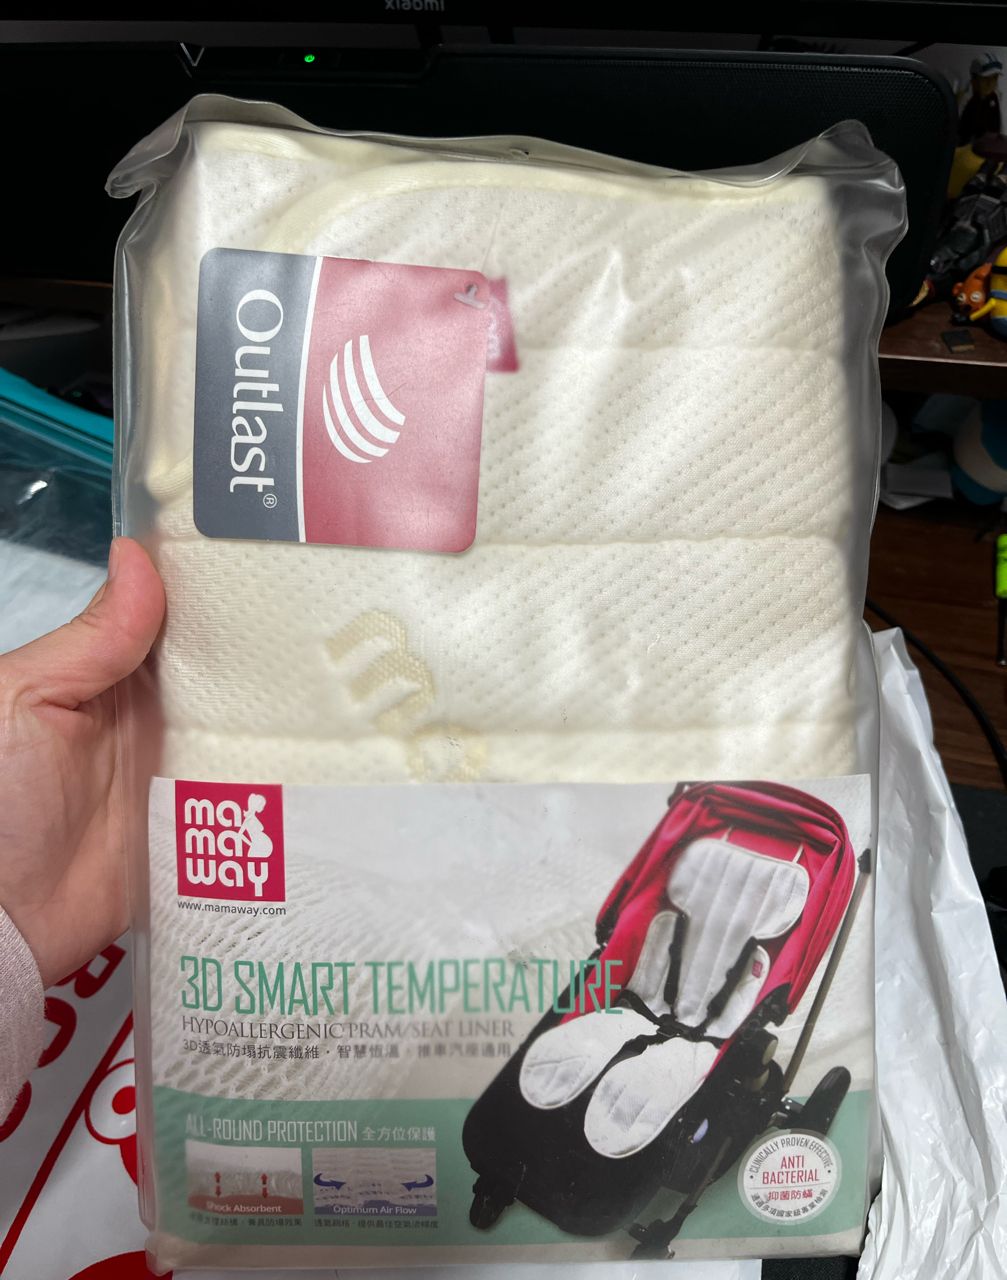 xiaomi
Outlast®
ma
ma
way
www.mamaway.com
3D SMART TEMPERATURE
HYPOALLERGENIC PRAM/SEAT LINER
3D透氣防塌抗震纖維・智慧恆溫・推車汽座通用
ALL-ROUND PROTECTION 全方位保護
Shock Absorbent
Optimum Air Flow
CLINICALLY PROVEN EFFECTIVE
ANTI
BACTERIAL
抑菌防蟎